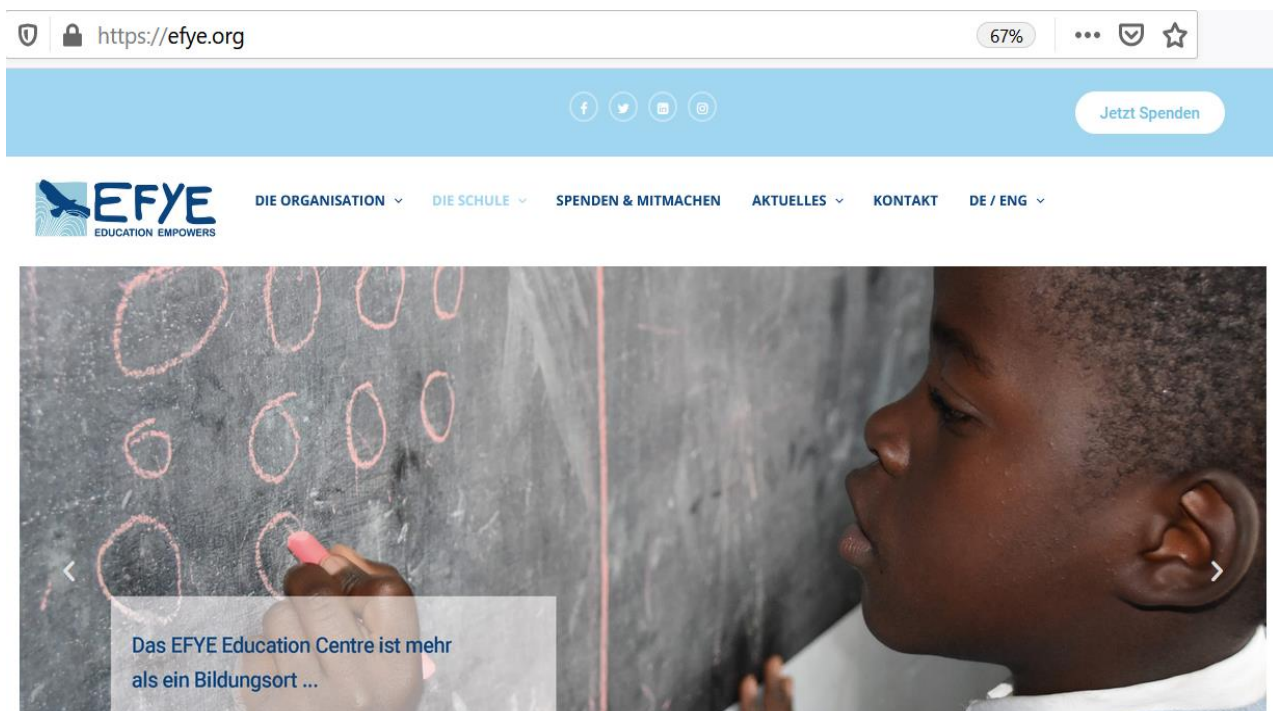 https://efye.org
67%
Jetzt Spenden
EFYE
EDUCATION EMPOWERS
DIE ORGANISATION
DIE SCHULE
SPENDEN & MITMACHEN
AKTUELLES
KONTAKT
DE / ENG
Das EFYE Education Centre ist mehr
als ein Bildungsort ...